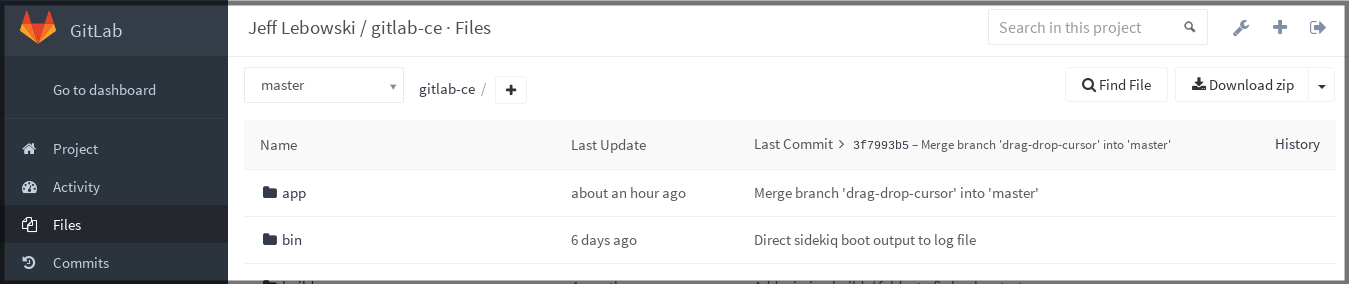 GitLab
Jeff Lebowski / gitlab-ce · Files
Search in this project
Go to dashboard
master
gitlab-ce /
Find File
Download zip
Project
Activity
Files
Commits
Name Last Update Last Commit > 3f7993b5 – Merge branch 'drag-drop-cursor' into 'master' History
app about an hour ago Merge branch 'drag-drop-cursor' into 'master'
bin 6 days ago Direct sidekiq boot output to log file